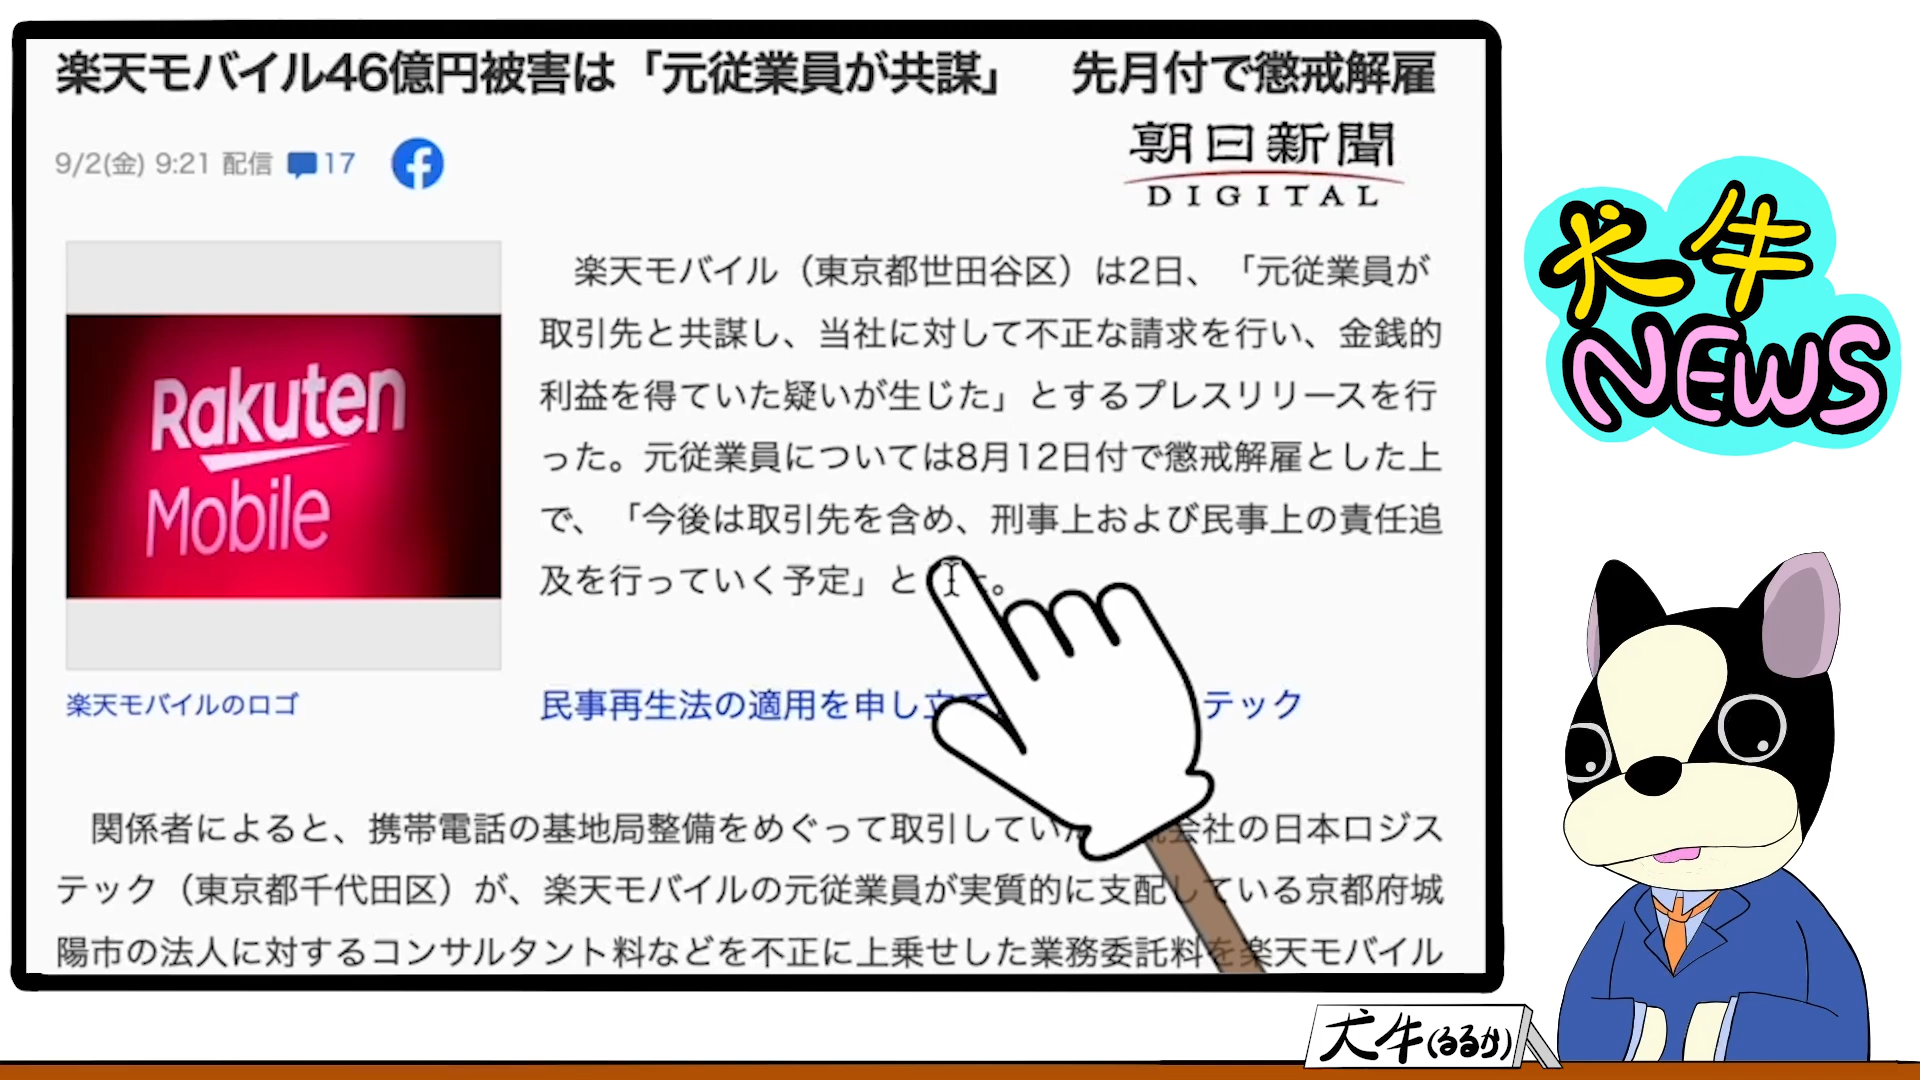 楽天モバイル46億円被害は「元従業員が共謀」　先月付で懲戒解雇
9/2(金) 9:21 配信 17
朝日新聞
DIGITAL
Rakuten
Mobile
楽天モバイルのロゴ
楽天モバイル（東京都世田谷区）は2日、「元従業員が
取引先と共謀し、当社に対して不正な請求を行い、金銭的
利益を得ていた疑いが生じた」とするプレスリリースを行
った。元従業員については8月12日付で懲戒解雇とした上
で、「今後は取引先を含め、刑事上および民事上の責任追
及を行っていく予定」と。
民事再生法の適用を申し立て テック
関係者によると、携帯電話の基地局整備をめぐって取引してい 会社の日本ロジス
テック（東京都千代田区）が、楽天モバイルの元従業員が実質的に支配している京都府城
陽市の法人に対するコンサルタント料などを不正に上乗せした業務委託料を楽天モバイル
犬牛
NEWS
犬牛(るるか)